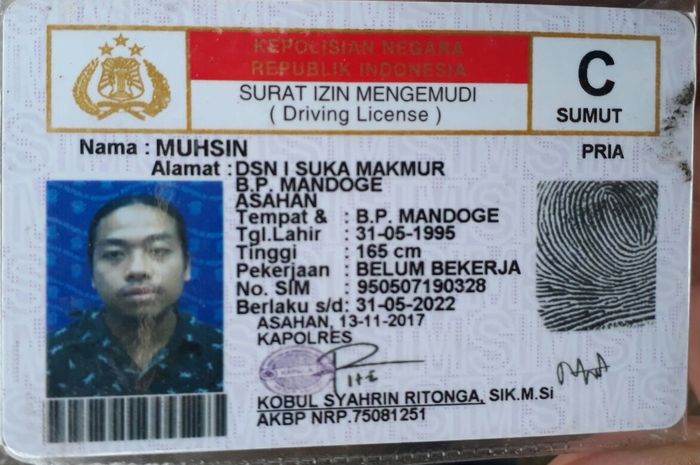 KEPOLISIAN NEGARA
REPUBLIK INDONESIA
SURAT IZIN MENGEMUDI
( Driving License )
C
SUMUT
Nama : MUHSIN
PRIA
Alamat : DSN I SUKA MAKMUR
B.P. MANDOGE
ASAHAN
Tempat & : B.P. MANDOGE
Tgl.Lahir : 31-05-1995
Tinggi : 165 cm
Pekerjaan : BELUM BEKERJA
No. SIM : 950507190328
Berlaku s/d: 31-05-2022
ASAHAN, 13-11-2017
KAPOLRES
KOBUL SYAHRIN RITONGA, SIK.M.Si
AKBP NRP.75081251